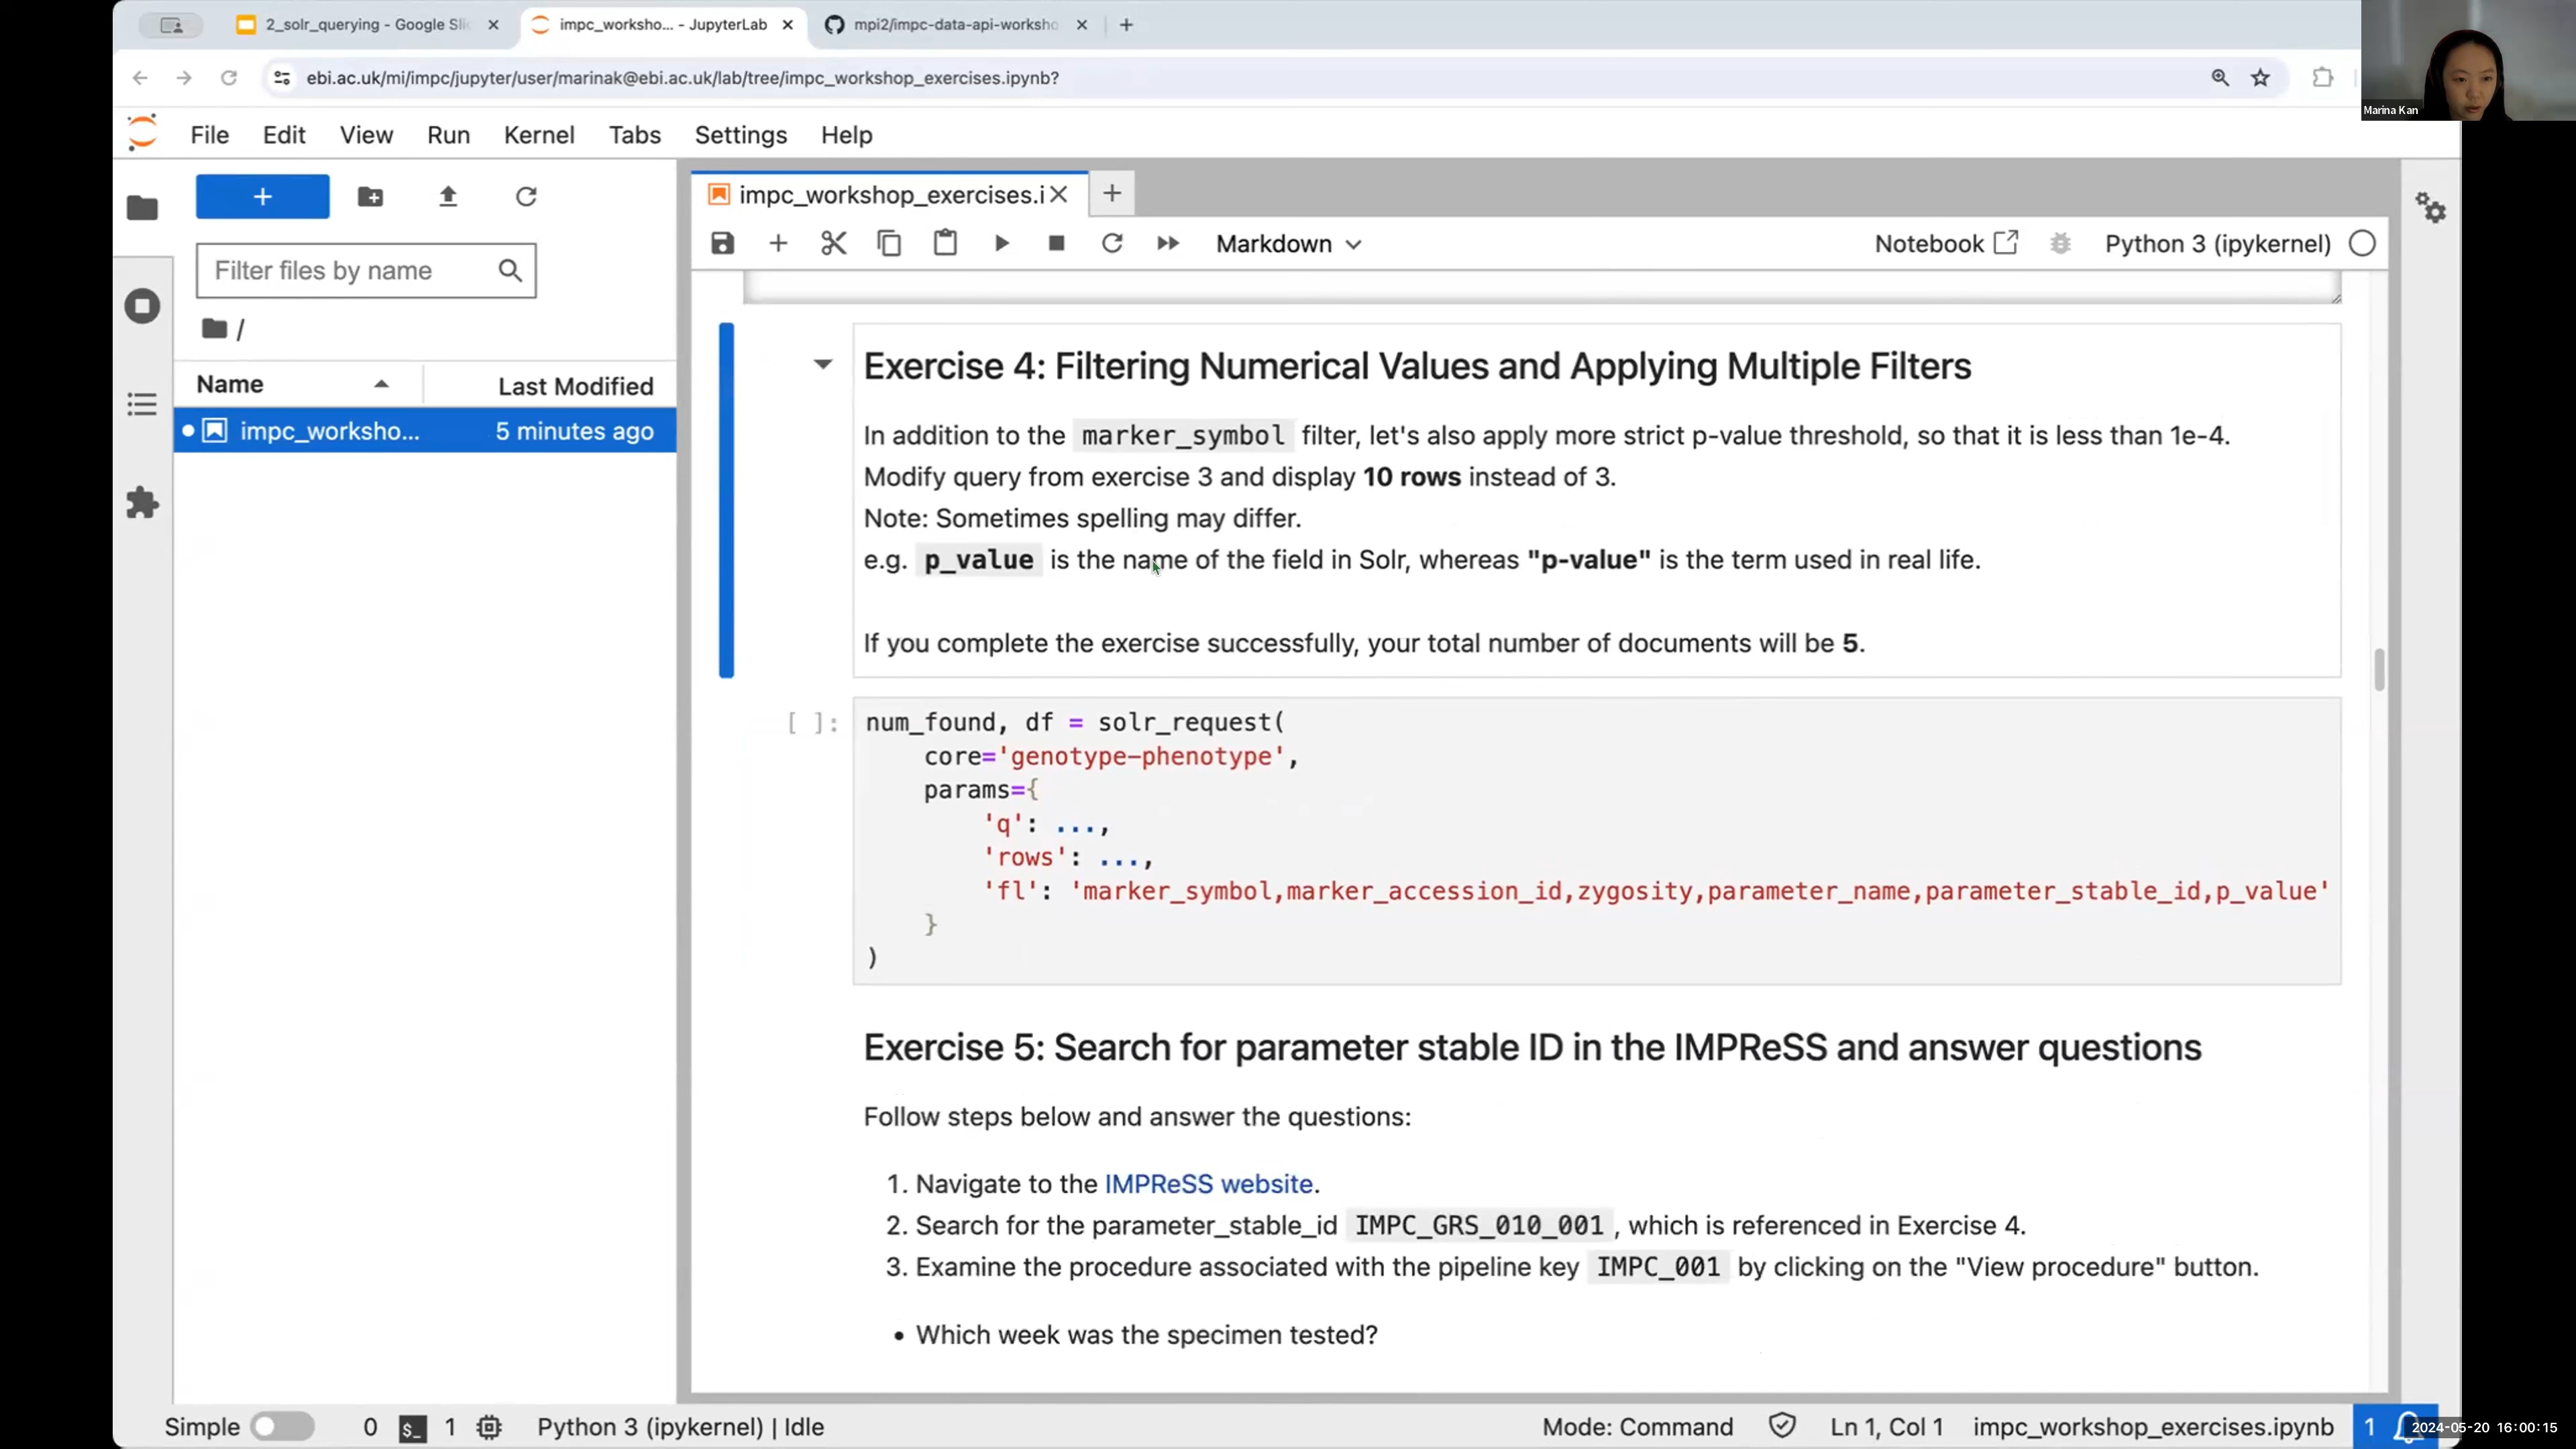 2_solr_querying - Google Sli
impc_worksho... - JupyterLab
mpi2/impc-data-api-worksho
ebi.ac.uk/mi/impc/jupyter/user/marinak@ebi.ac.uk/lab/tree/impc_workshop_exercises.ipynb?
Marina Kan
File Edit View Run Kernel Tabs Settings Help
impc_workshop_exercises.i
Filter files by name
Markdown
Notebook
Python 3 (ipykernel)
/
Name Last Modified
impc_worksho... 5 minutes ago
Exercise 4: Filtering Numerical Values and Applying Multiple Filters
In addition to the marker_symbol filter, let's also apply more strict p-value threshold, so that it is less than 1e-4.
Modify query from exercise 3 and display 10 rows instead of 3.
Note: Sometimes spelling may differ.
e.g. p_value is the name of the field in Solr, whereas "p-value" is the term used in real life.
If you complete the exercise successfully, your total number of documents will be 5.
[ ]: num_found, df = solr_request(
core='genotype-phenotype',
params={
'q': ...,
'rows': ...,
'fl': 'marker_symbol,marker_accession_id,zygosity,parameter_name,parameter_stable_id,p_value'
}
)
Exercise 5: Search for parameter stable ID in the IMPReSS and answer questions
Follow steps below and answer the questions:
1. Navigate to the IMPReSS website.
2. Search for the parameter_stable_id IMPC_GRS_010_001, which is referenced in Exercise 4.
3. Examine the procedure associated with the pipeline key IMPC_001 by clicking on the "View procedure" button.
• Which week was the specimen tested?
Simple 0 $_ 1 Python 3 (ipykernel) | Idle
Mode: Command Ln 1, Col 1 impc_workshop_exercises.ipynb 1
2024-05-20 16:00:15